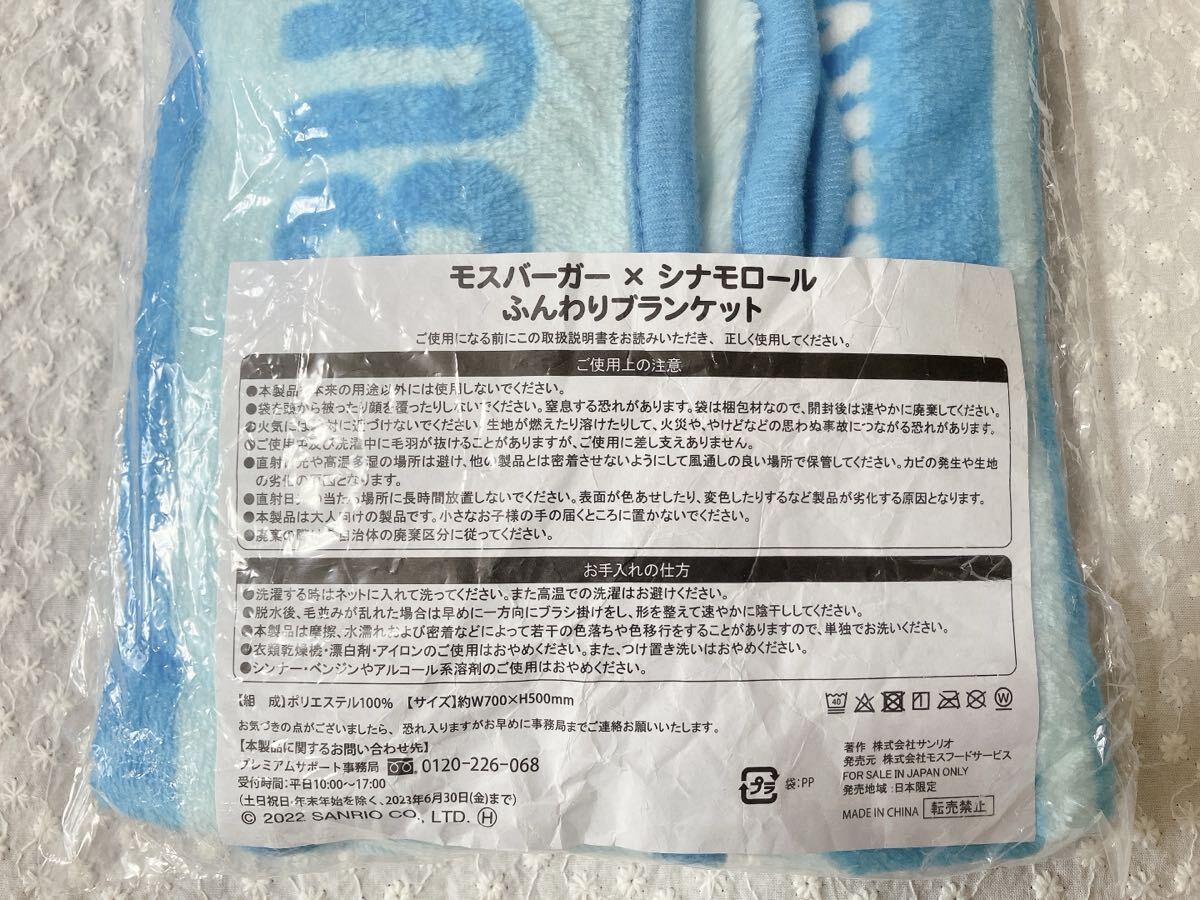 モスバーガー × シナモロール
ふんわりブランケット
ご使用になる前にこの取扱説明書をお読みいただき、正しく使用してください。
ご使用上の注意
●本製品 本来の用途以外には使用しないでください。
●袋を頭から被ったり顔を覆ったりしないでください。窒息する恐れがあります。袋は梱包材なので、開封後は速やかに廃棄してください。
●火気には 対に近づけないでください。生地が燃えたり溶けたりして、火災や、やけどなどの思わぬ事故につながる恐れがあります。
●ご使用中及び洗濯中に毛羽が抜けることがありますが、ご使用に差し支えありません。
●直射 光や高温多湿の場所は避け、他の製品とは密着させないようにして風通しの良い場所で保管してください。カビの発生や生地
の劣化の 因となります。
●直射日 の当たる場所に長時間放置しないでください。表面が色あせしたり、変色したりするなど製品が劣化する原因となります。
●本製品は大人向けの製品です。小さなお子様の手の届くところに置かないでください。
●廃棄の際は 自治体の廃棄区分に従ってください。
お手入れの仕方
●洗濯する時はネットに入れて洗ってください。また高温での洗濯はお避けください。
●脱水後、毛並みが乱れた場合は早めに一方向にブラシ掛けをし、形を整えて速やかに陰干ししてください。
●本製品は摩擦、水濡れおよび密着などによって若干の色落ちや色移行をすることがありますので、単独でお洗いください。
●衣類乾燥機・漂白剤・アイロンのご使用はおやめください。また、つけ置き洗いはおやめください。
●シンナー・ベンジンやアルコール系溶剤のご使用はおやめください。
【組 成】ポリエステル100% 【サイズ】約W700×H500mm
40 W
お気づきの点がございましたら、恐れ入りますがお早めに事務局までご連絡お願いいたします。
【本製品に関するお問い合わせ先】
プレミアムサポート事務局 0120-226-068
受付時間:平日10:00〜17:00
(土日祝日・年末年始を除く、2023年6月30日(金)まで)
© 2022 SANRIO CO., LTD. Ⓗ
プラ 袋:PP
著作 株式会社サンリオ
発売元 株式会社モスフードサービス
FOR SALE IN JAPAN ONLY
発売地域:日本限定
MADE IN CHINA 転売禁止